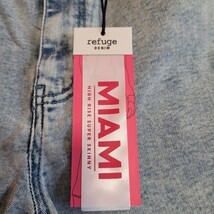 refuge
DENIM
MIAMI
HIGH RISE SUPER SKINNY